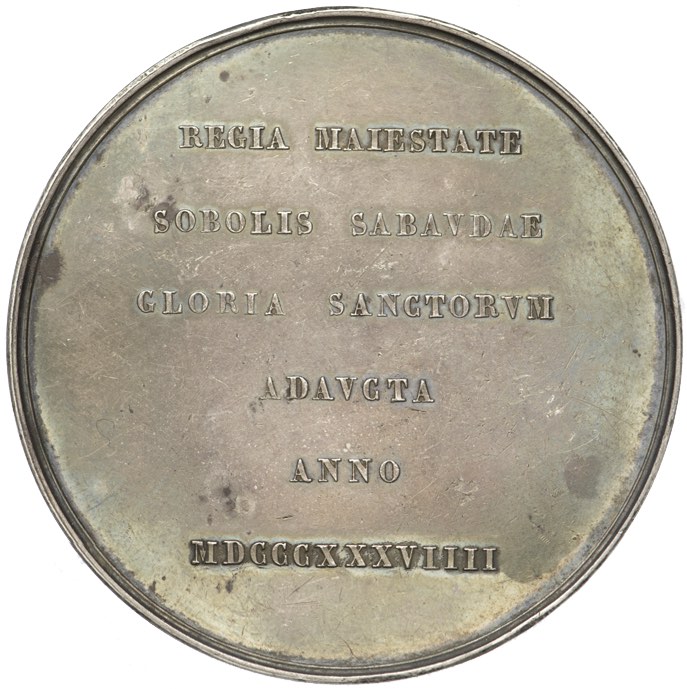 REGIA MAIESTATE
SOBOLIS SABAVDAE
GLORIA SANCTORVM
ADAVCTA
ANNO
MDCCCXXXVIIII